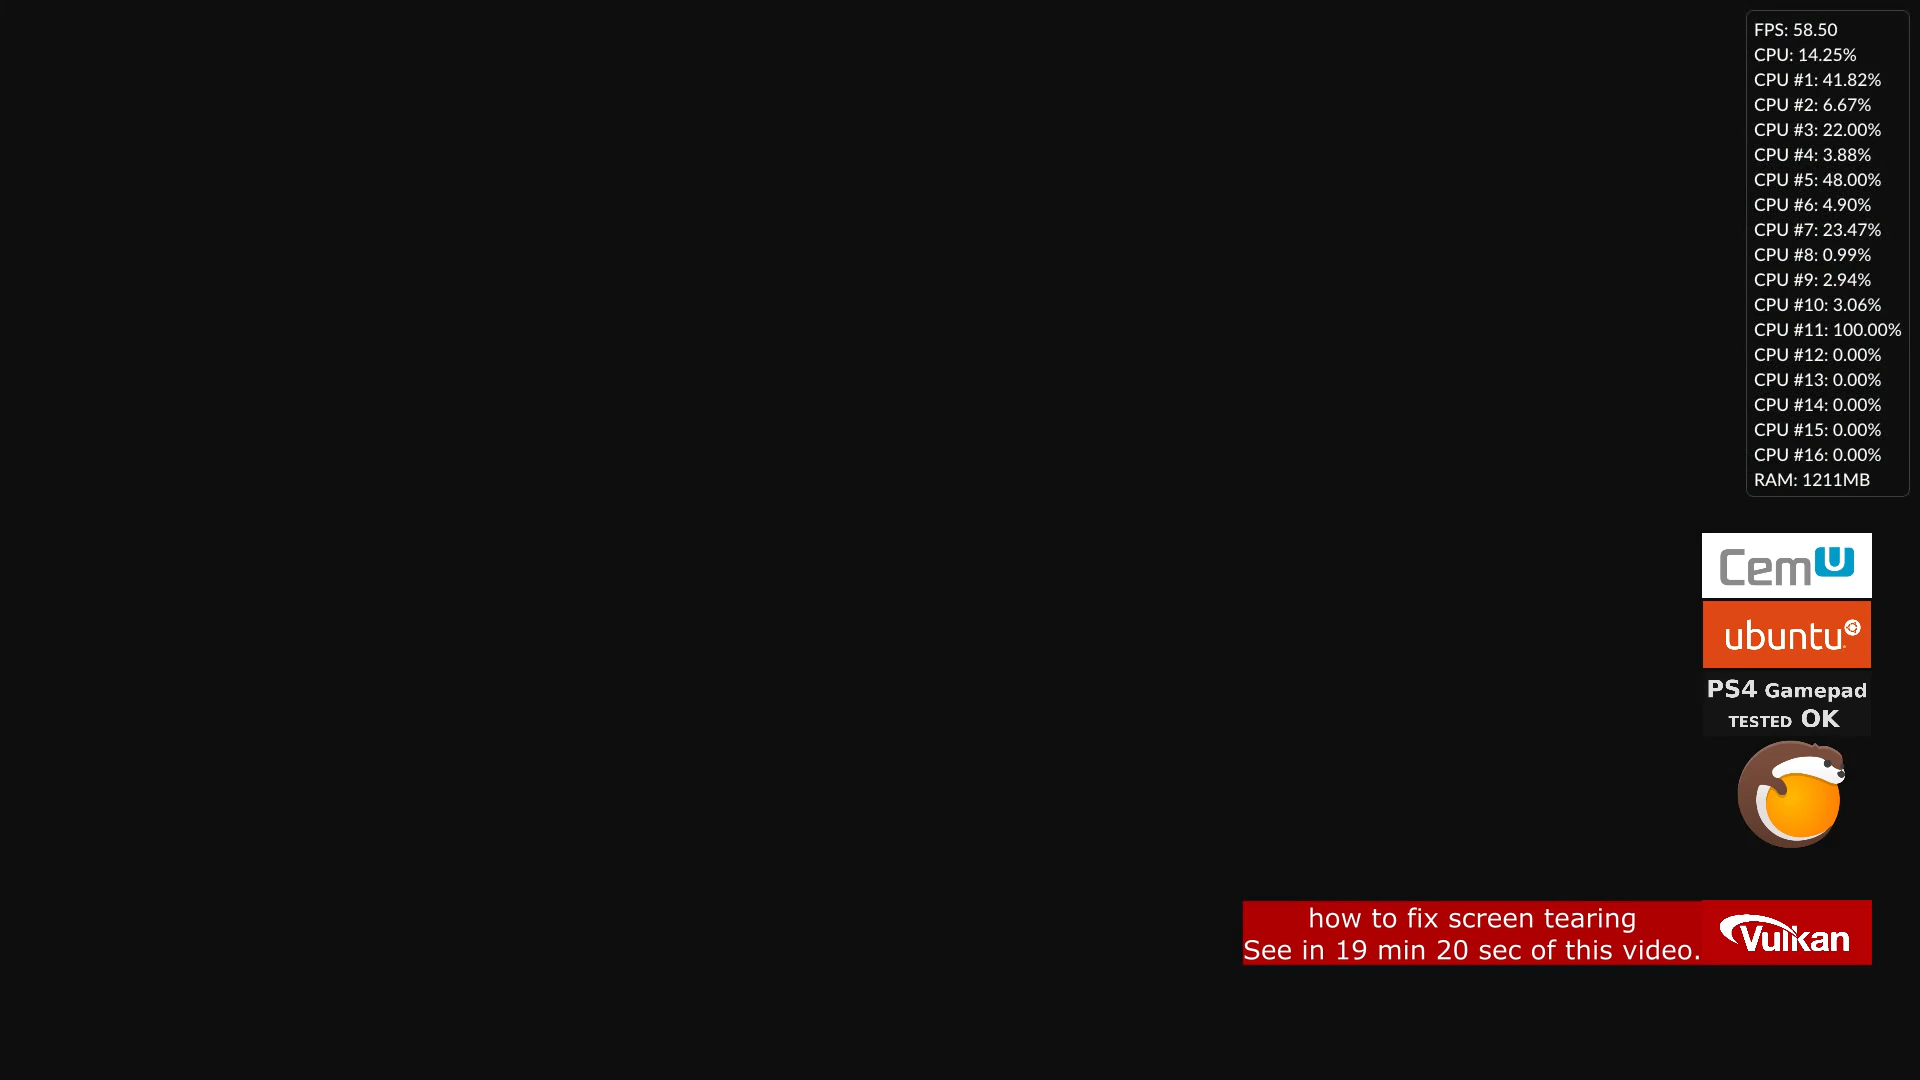 FPS: 58.50
CPU: 14.25%
CPU #1: 41.82%
CPU #2: 6.67%
CPU #3: 22.00%
CPU #4: 3.88%
CPU #5: 48.00%
CPU #6: 4.90%
CPU #7: 23.47%
CPU #8: 0.99%
CPU #9: 2.94%
CPU #10: 3.06%
CPU #11: 100.00%
CPU #12: 0.00%
CPU #13: 0.00%
CPU #14: 0.00%
CPU #15: 0.00%
CPU #16: 0.00%
RAM: 1211MB
Cemu
ubuntu
PS4 Gamepad
TESTED OK
how to fix screen tearing
See in 19 min 20 sec of this video.
Vulkan